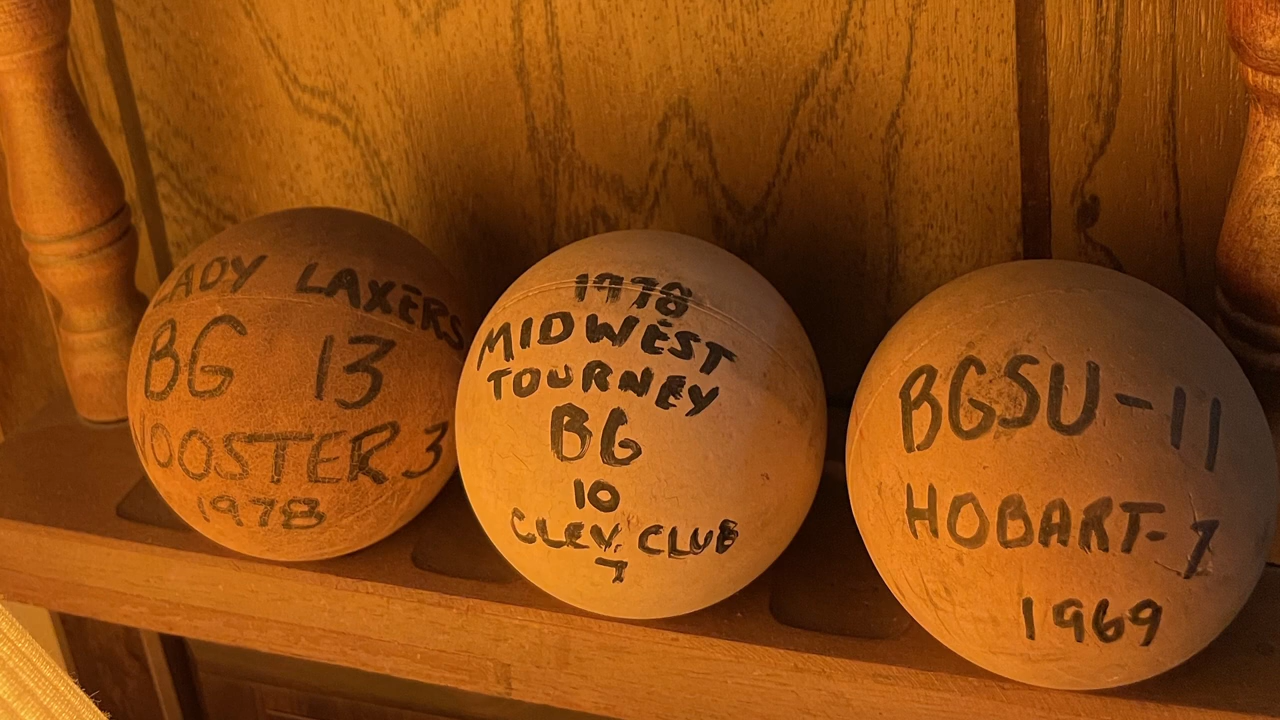 LADY LAXERS
BG 13
WOOSTER 3
1978
1978
MIDWEST
TOURNEY
BG
10
CLEV. CLUB
7
BGSU-11
HOBART-7
1969